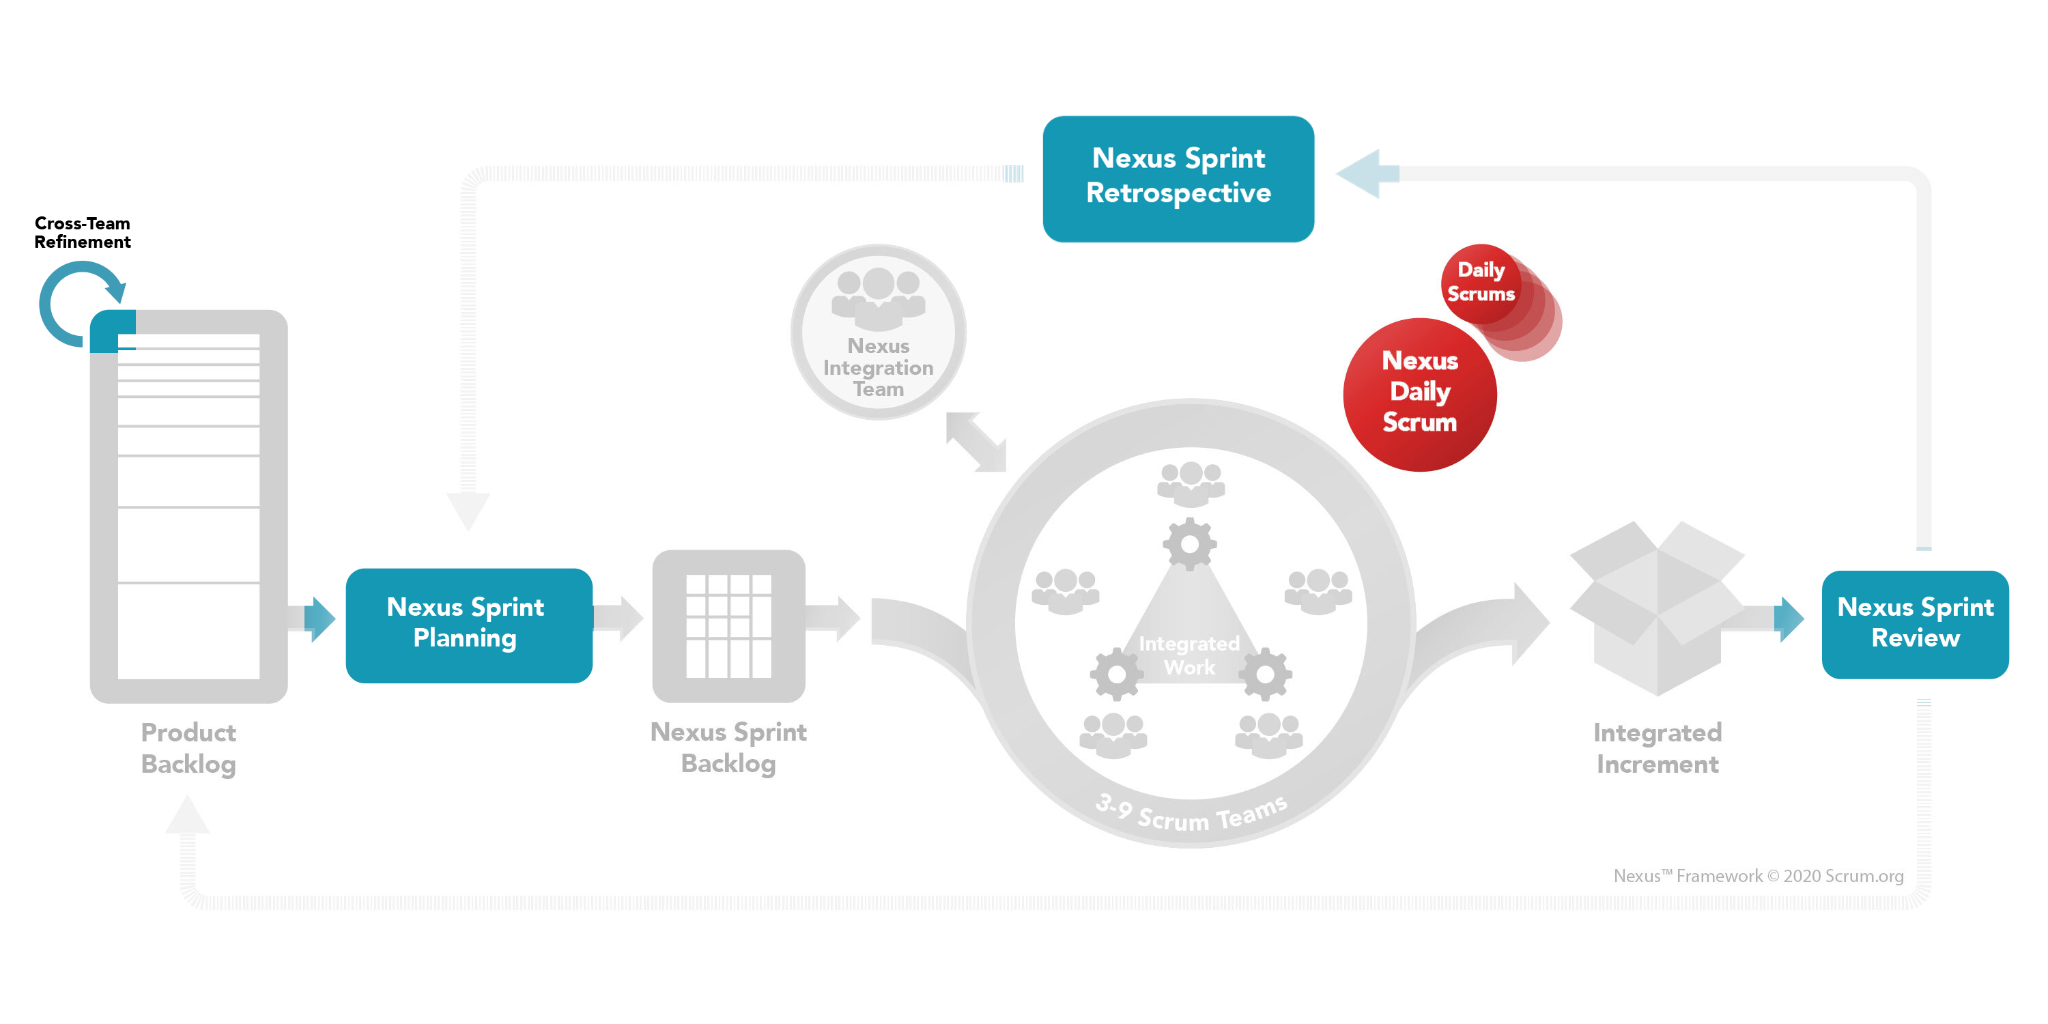 Nexus Sprint
Retrospective
Cross-Team
Refinement
Daily
Scrums
Nexus
Integration
Team
Nexus
Daily
Scrum
Nexus Sprint
Planning
Nexus Sprint
Review
Integrated
Work
Product
Backlog
Nexus Sprint
Backlog
Integrated
Increment
3-9 Scrum Teams
Nexus™ Framework © 2020 Scrum.org